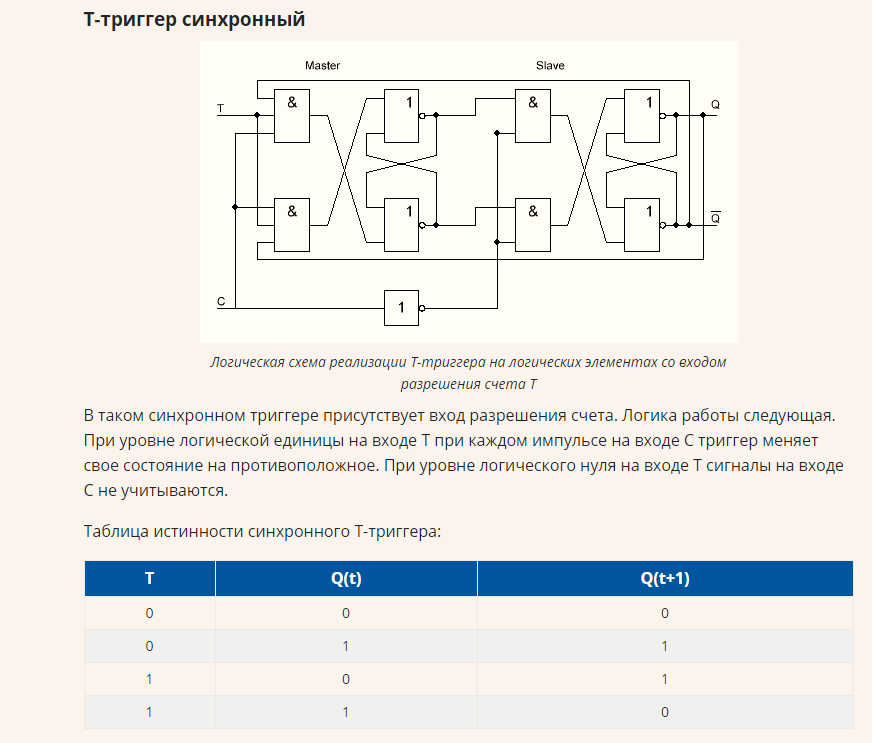 Т-триггер синхронный
Master
Slave
T
&
1
&
1
Q
&
1
&
1
Q̅
C
1
Логическая схема реализации Т-триггера на логических элементах со входом
разрешения счета Т
В таком синхронном триггере присутствует вход разрешения счета. Логика работы следующая.
При уровне логической единицы на входе Т при каждом импульсе на входе С триггер меняет
свое состояние на противоположное. При уровне логического нуля на входе Т сигналы на входе
С не учитываются.
Таблица истинности синхронного Т-триггера:
T Q(t) Q(t+1)
0 0 0
0 1 1
1 0 1
1 1 0